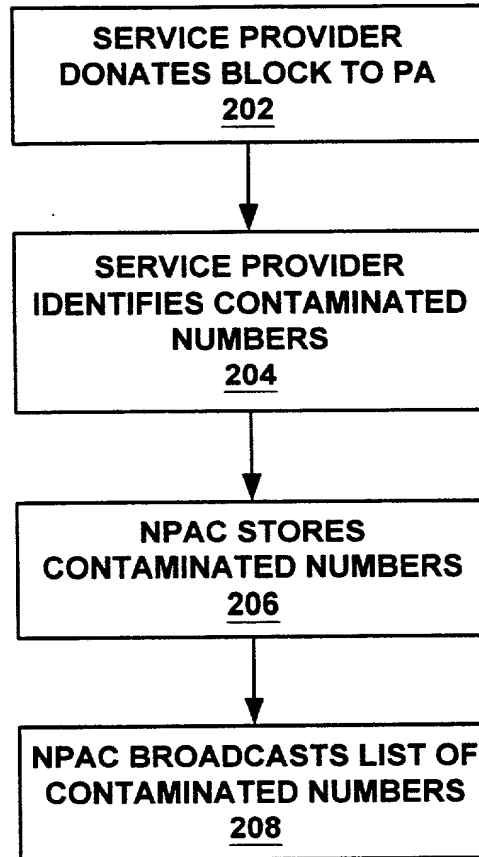 SERVICE PROVIDER
DONATES BLOCK TO PA
202
SERVICE PROVIDER
IDENTIFIES CONTAMINATED
NUMBERS
204
NPAC STORES
CONTAMINATED NUMBERS
206
NPAC BROADCASTS LIST OF
CONTAMINATED NUMBERS
208